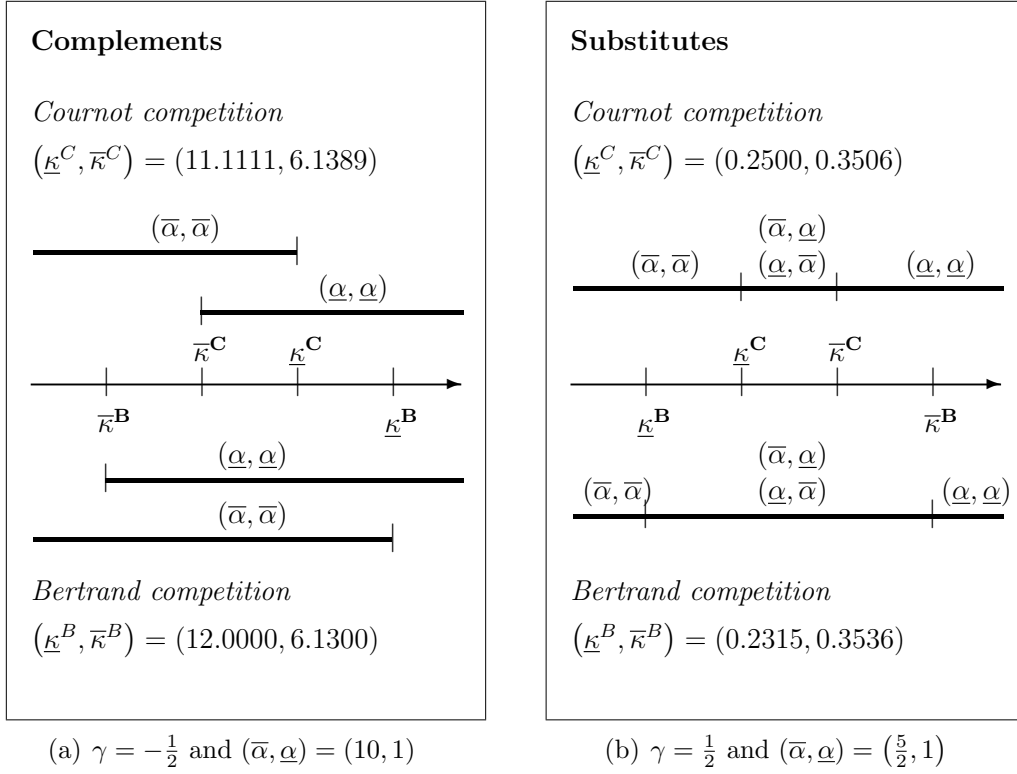 Complements
Cournot competition
(κ̲^C, κ̅^C) = (11.1111, 6.1389)
(α̅, α̅)
(α̲, α̲)
κ̅^C κ̲^C
κ̅^B κ̲^B
(α̲, α̲)
(α̅, α̅)
Bertrand competition
(κ̲^B, κ̅^B) = (12.0000, 6.1300)
(a) γ = −1/2 and (α̅, α̲) = (10, 1)
Substitutes
Cournot competition
(κ̲^C, κ̅^C) = (0.2500, 0.3506)
(α̅, α̲)
(α̅, α̅) (α̲, α̅) (α̲, α̲)
κ̲^C κ̅^C
κ̲^B κ̅^B
(α̅, α̲)
(α̅, α̅) (α̲, α̅) (α̲, α̲)
Bertrand competition
(κ̲^B, κ̅^B) = (0.2315, 0.3536)
(b) γ = 1/2 and (α̅, α̲) = (5/2, 1)